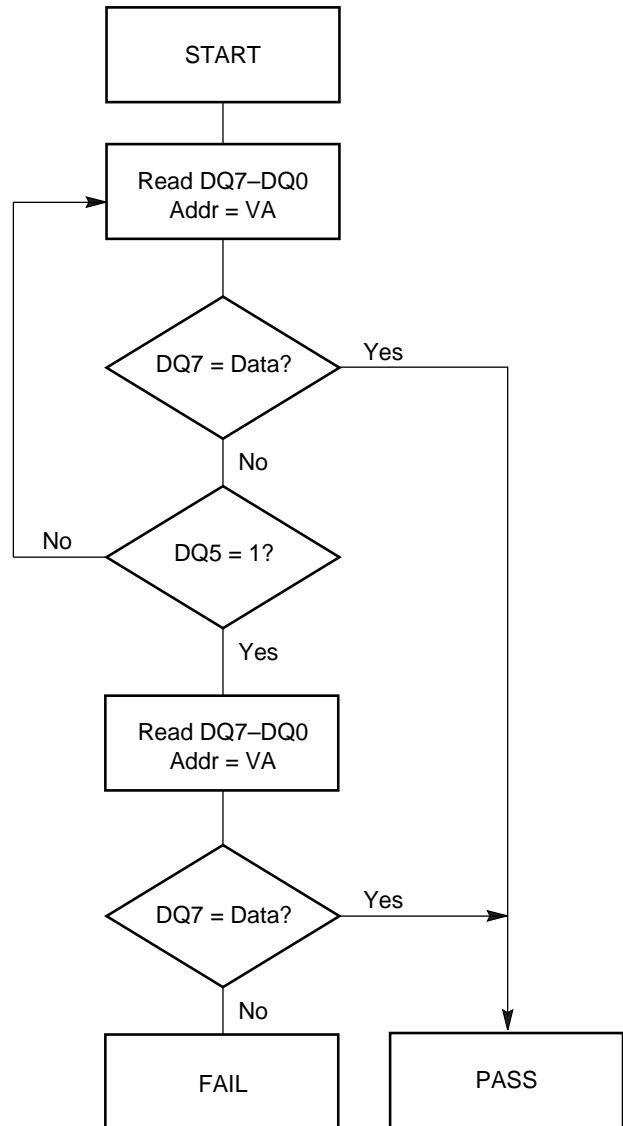 START
Read DQ7–DQ0
Addr = VA
DQ7 = Data?
Yes
No
No
DQ5 = 1?
Yes
Read DQ7–DQ0
Addr = VA
DQ7 = Data?
Yes
No
FAIL
PASS